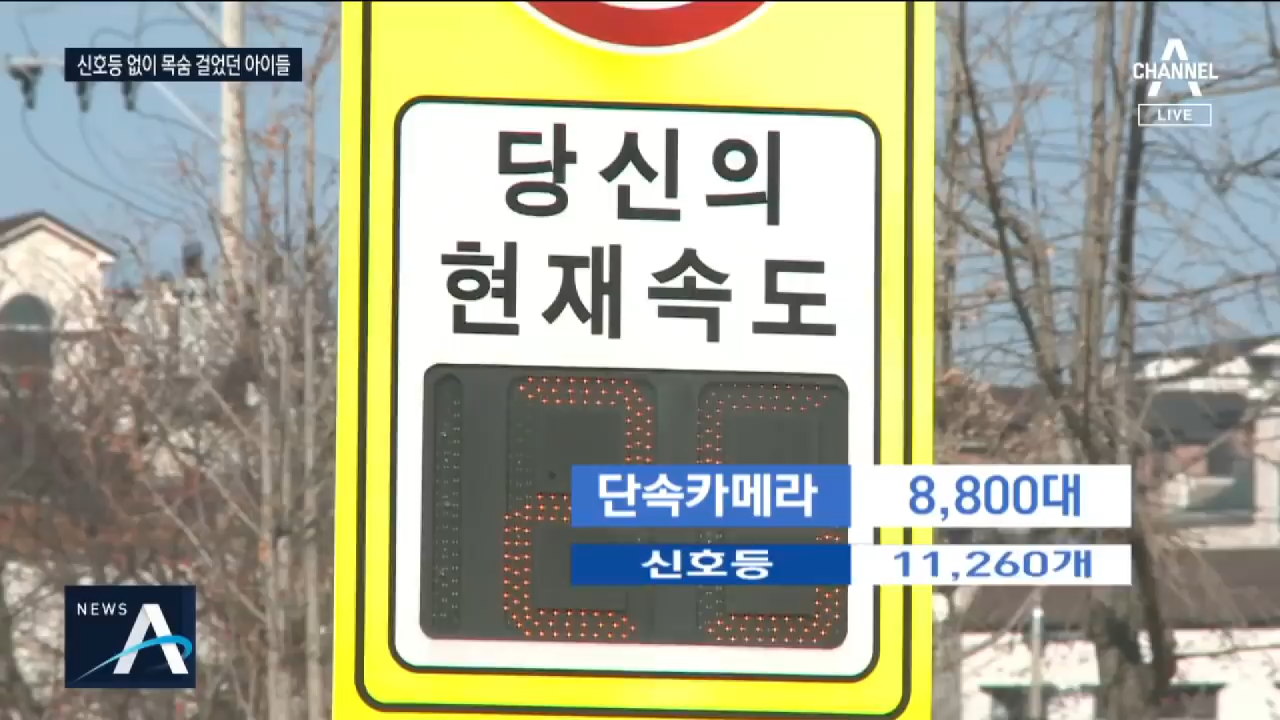 신호등 없이 목숨 걸었던 아이들
CHANNEL
LIVE
당신의
현재속도
25
단속카메라 8,800대
신호등 11,260개
NEWS A